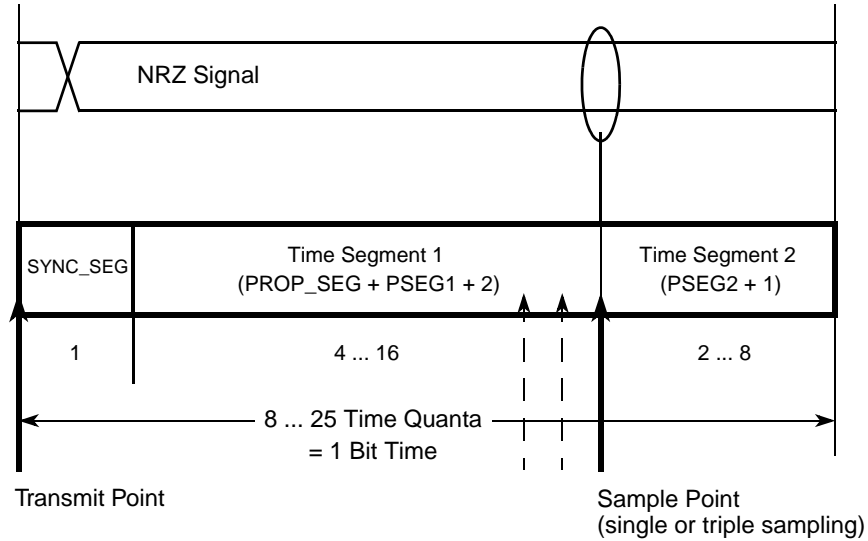 NRZ Signal
SYNC_SEG
Time Segment 1
(PROP_SEG + PSEG1 + 2)
Time Segment 2
(PSEG2 + 1)
1
4 ... 16
2 ... 8
8 ... 25 Time Quanta
= 1 Bit Time
Transmit Point
Sample Point
(single or triple sampling)